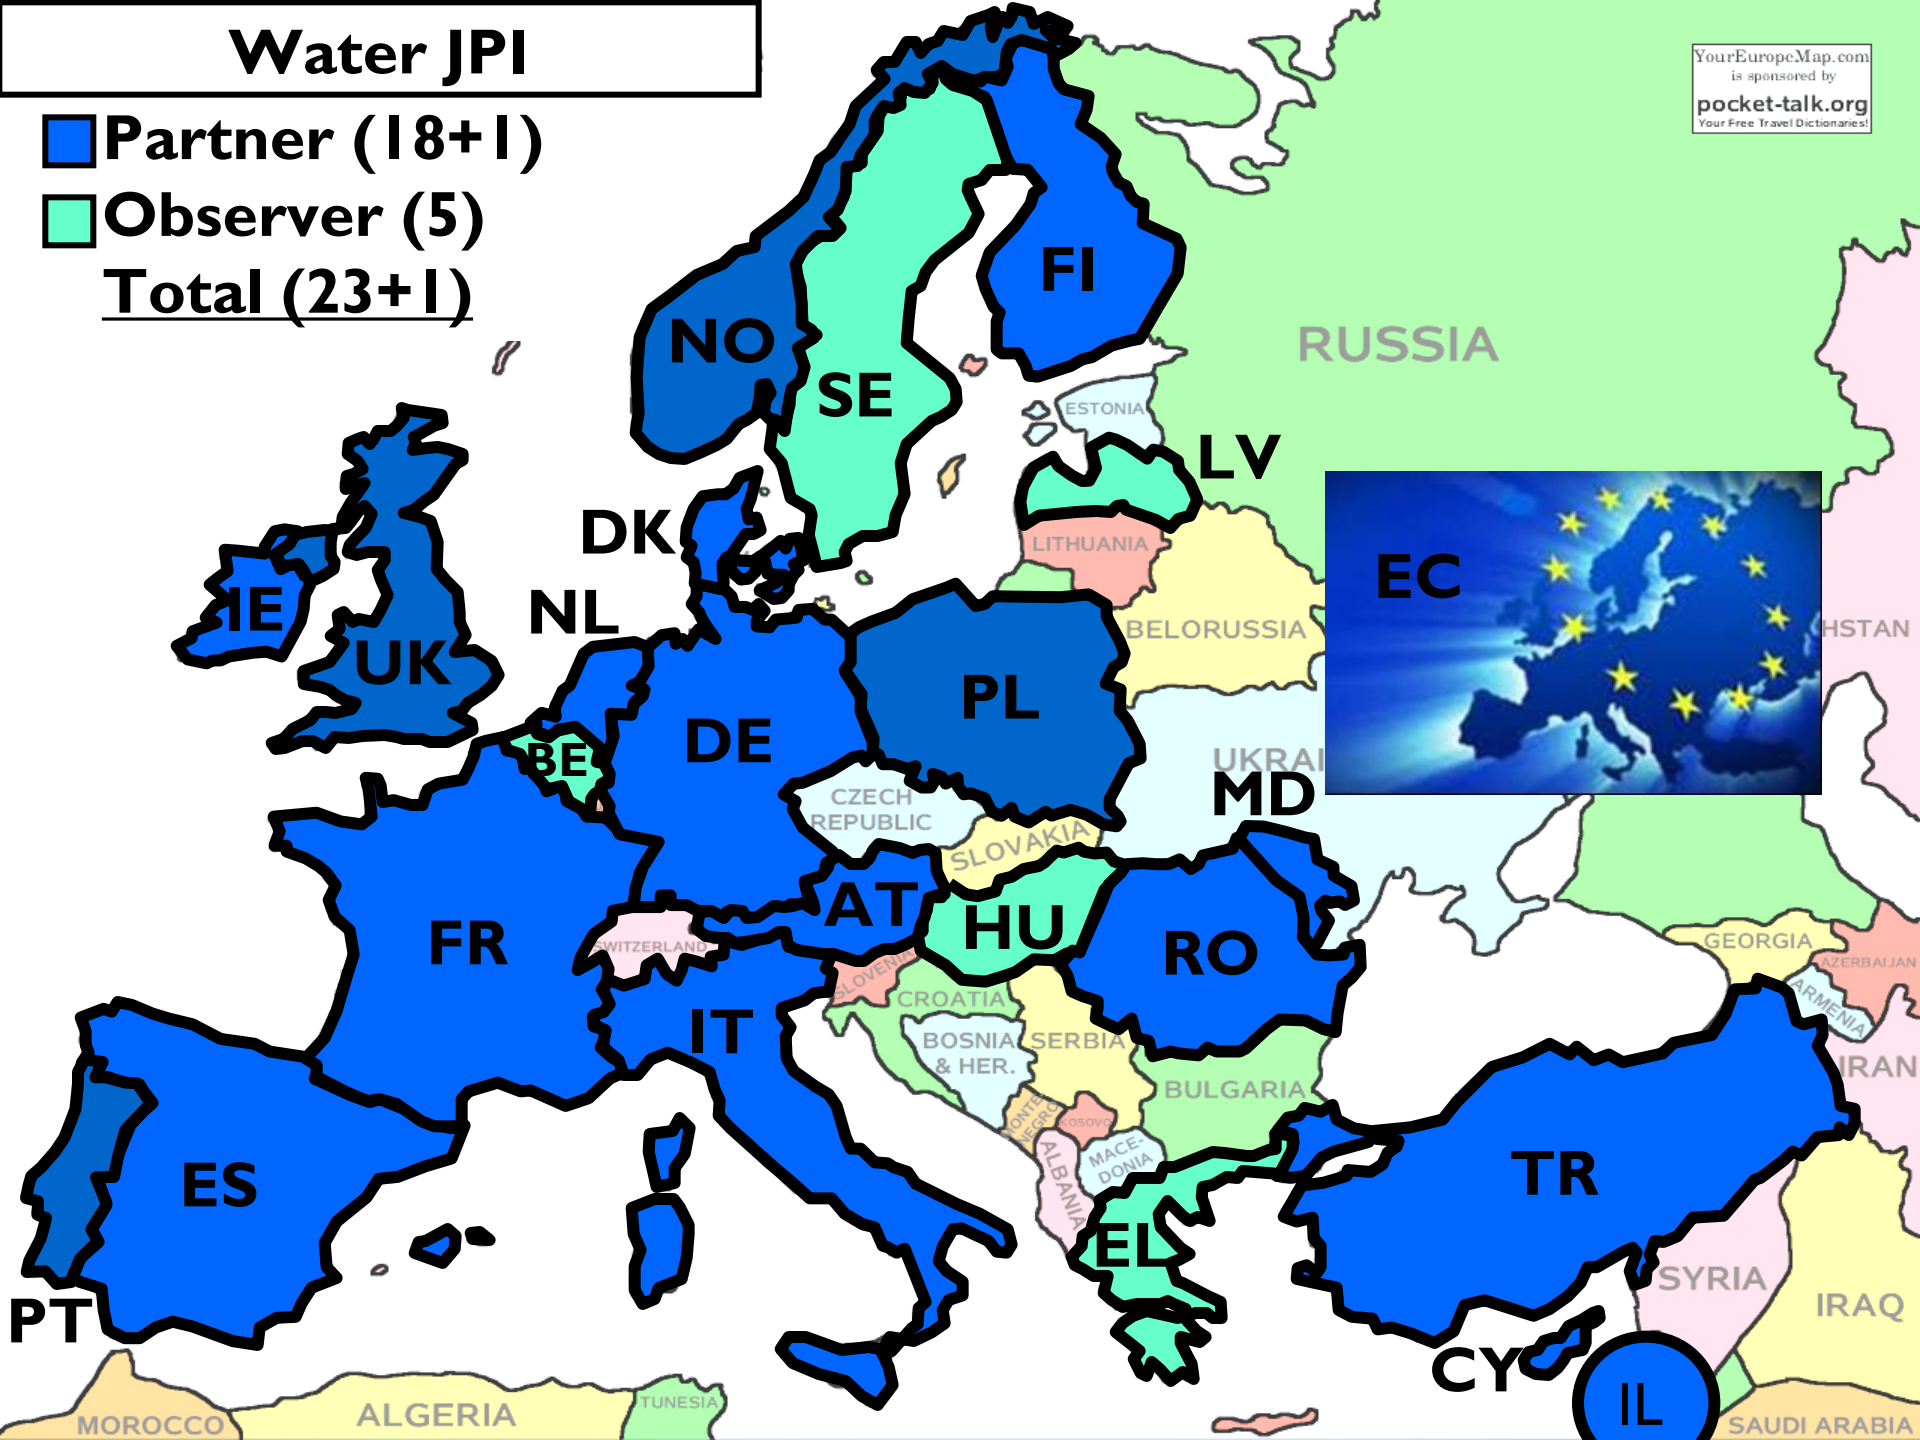 Water JPI
Partner (18+1)
Observer (5)
Total (23+1)
YourEuropeMap.com
is sponsored by
pocket-talk.org
Your Free Travel Dictionaries!
FI
RUSSIA
NO
SE
ESTONIA
LV
DK
LITHUANIA
EC
IE
NL
BELORUSSIA
HSTAN
UK
PL
DE
BE
UKRAI
MD
CZECH
REPUBLIC
SLOVAKIA
AT
HU
FR
SWITZERLAND
RO
GEORGIA
AZERBAIJAN
SLOVENIA
CROATIA
ARMENIA
IT
BOSNIA
& HER.
SERBIA
IRAN
BULGARIA
MONTE
NEGRO
KOSOVO
MACE-
DONIA
ALBANIA
ES
TR
EL
SYRIA
IRAQ
PT
CY
IL
MOROCCO
ALGERIA
TUNESIA
SAUDI ARABIA